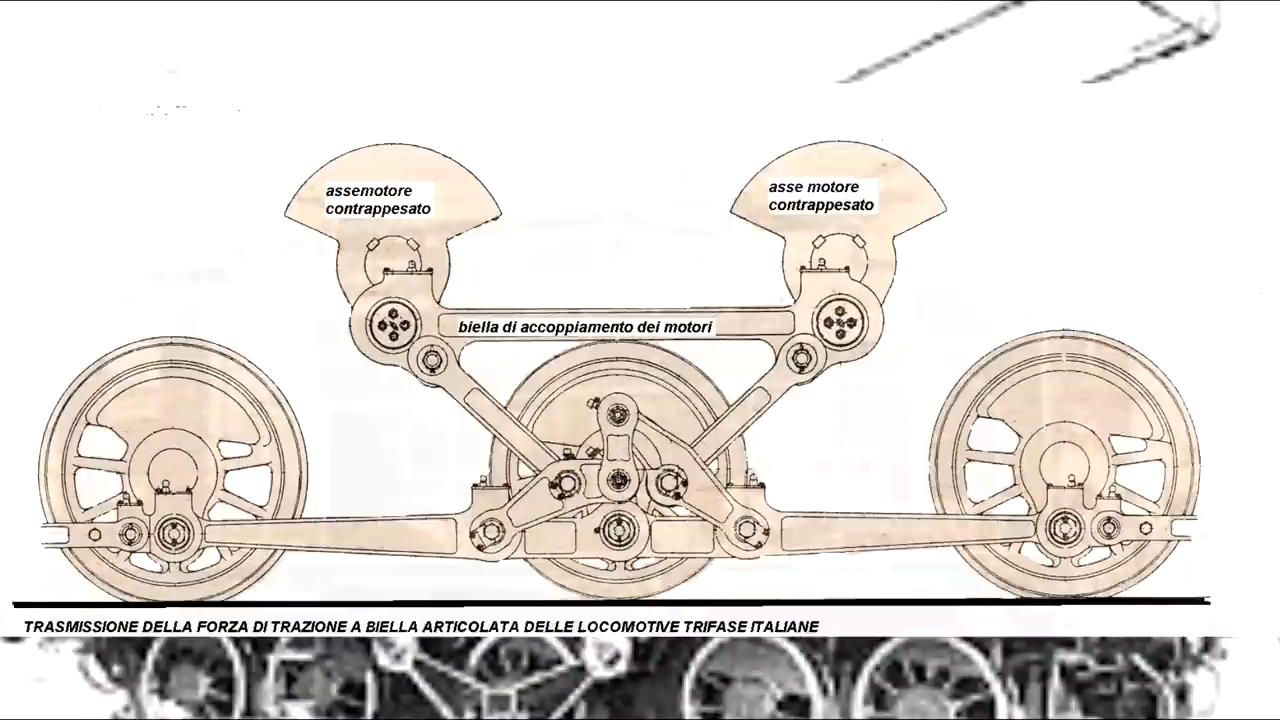 assemotore
contrappesato
asse motore
contrappesato
biella di accoppiamento dei motori
TRASMISSIONE DELLA FORZA DI TRAZIONE A BIELLA ARTICOLATA DELLE LOCOMOTIVE TRIFASE ITALIANE